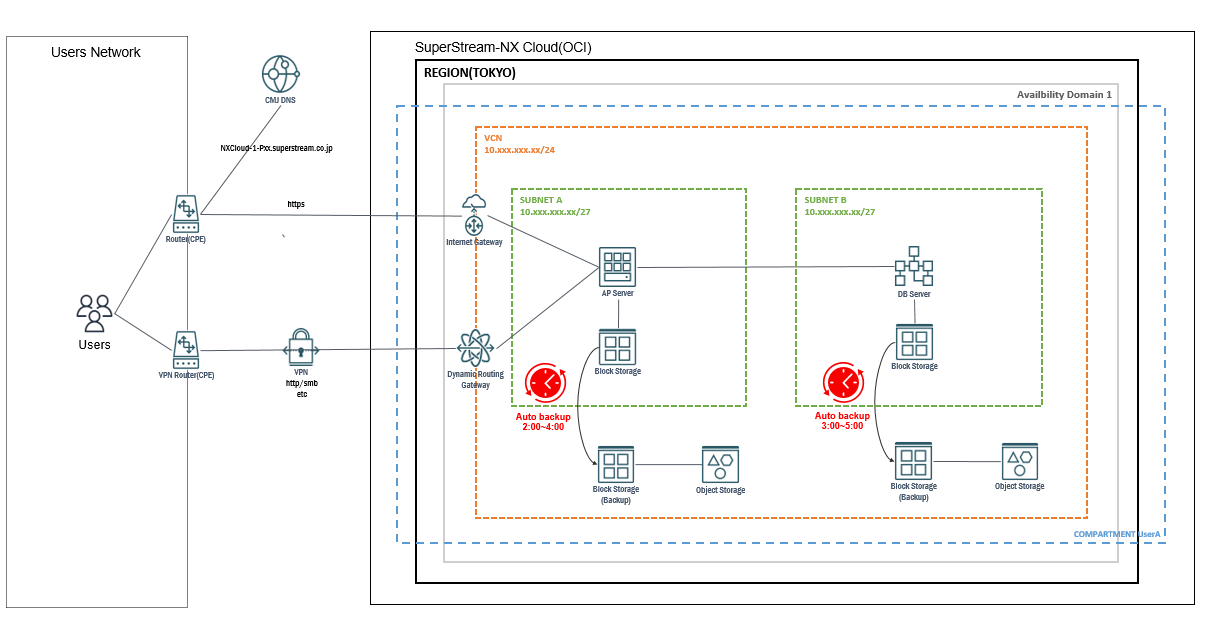 Users Network
SuperStream-NX Cloud(OCI)
REGION(TOKYO)
Availbility Domain 1
CMJ DNS
NXCloud-1-Pxx.superstream.co.jp
VCN
10.xxx.xxx.xx/24
SUBNET A
10.xxx.xxx.xx/27
SUBNET B
10.xxx.xxx.xx/27
https
Router(CPE)
Internet Gateway
AP Server
DB Server
Users
VPN Router(CPE)
VPN
http/smb
etc
Dynamic Routing
Gateway
Block Storage
Block Storage
Auto backup
2:00~4:00
Auto backup
3:00~5:00
Block Storage
(Backup)
Object Storage
Block Storage
(Backup)
Object Storage
COMPARTMENT UserA